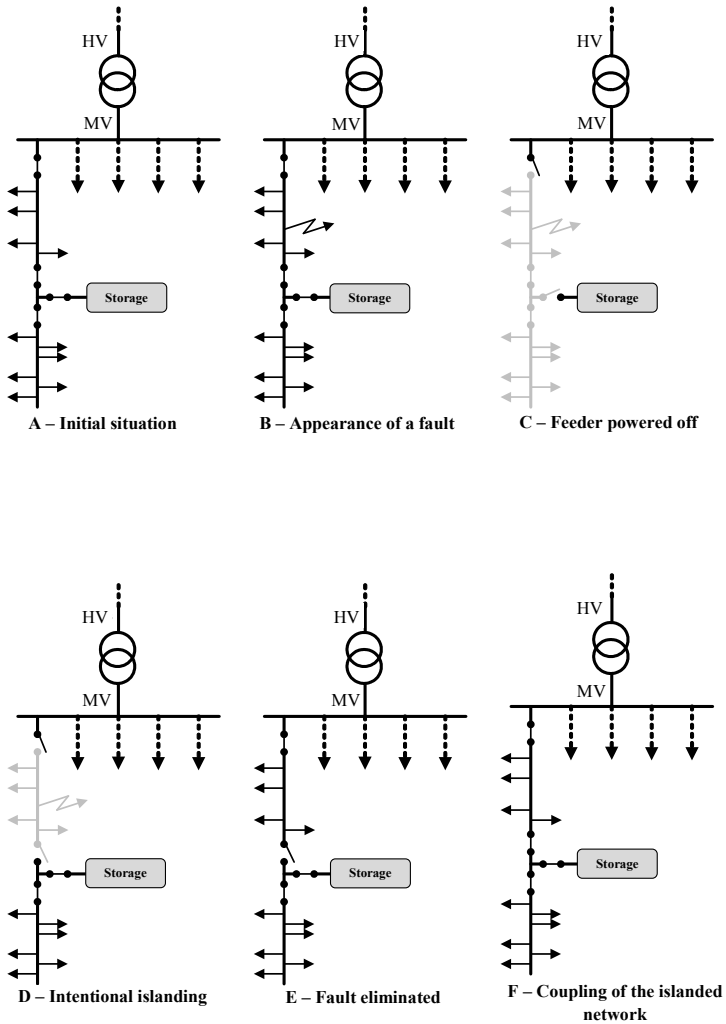 HV
MV
Storage
A – Initial situation
HV
MV
Storage
B – Appearance of a fault
HV
MV
Storage
C – Feeder powered off
HV
MV
Storage
D – Intentional islanding
HV
MV
Storage
E – Fault eliminated
HV
MV
Storage
F – Coupling of the islanded
network